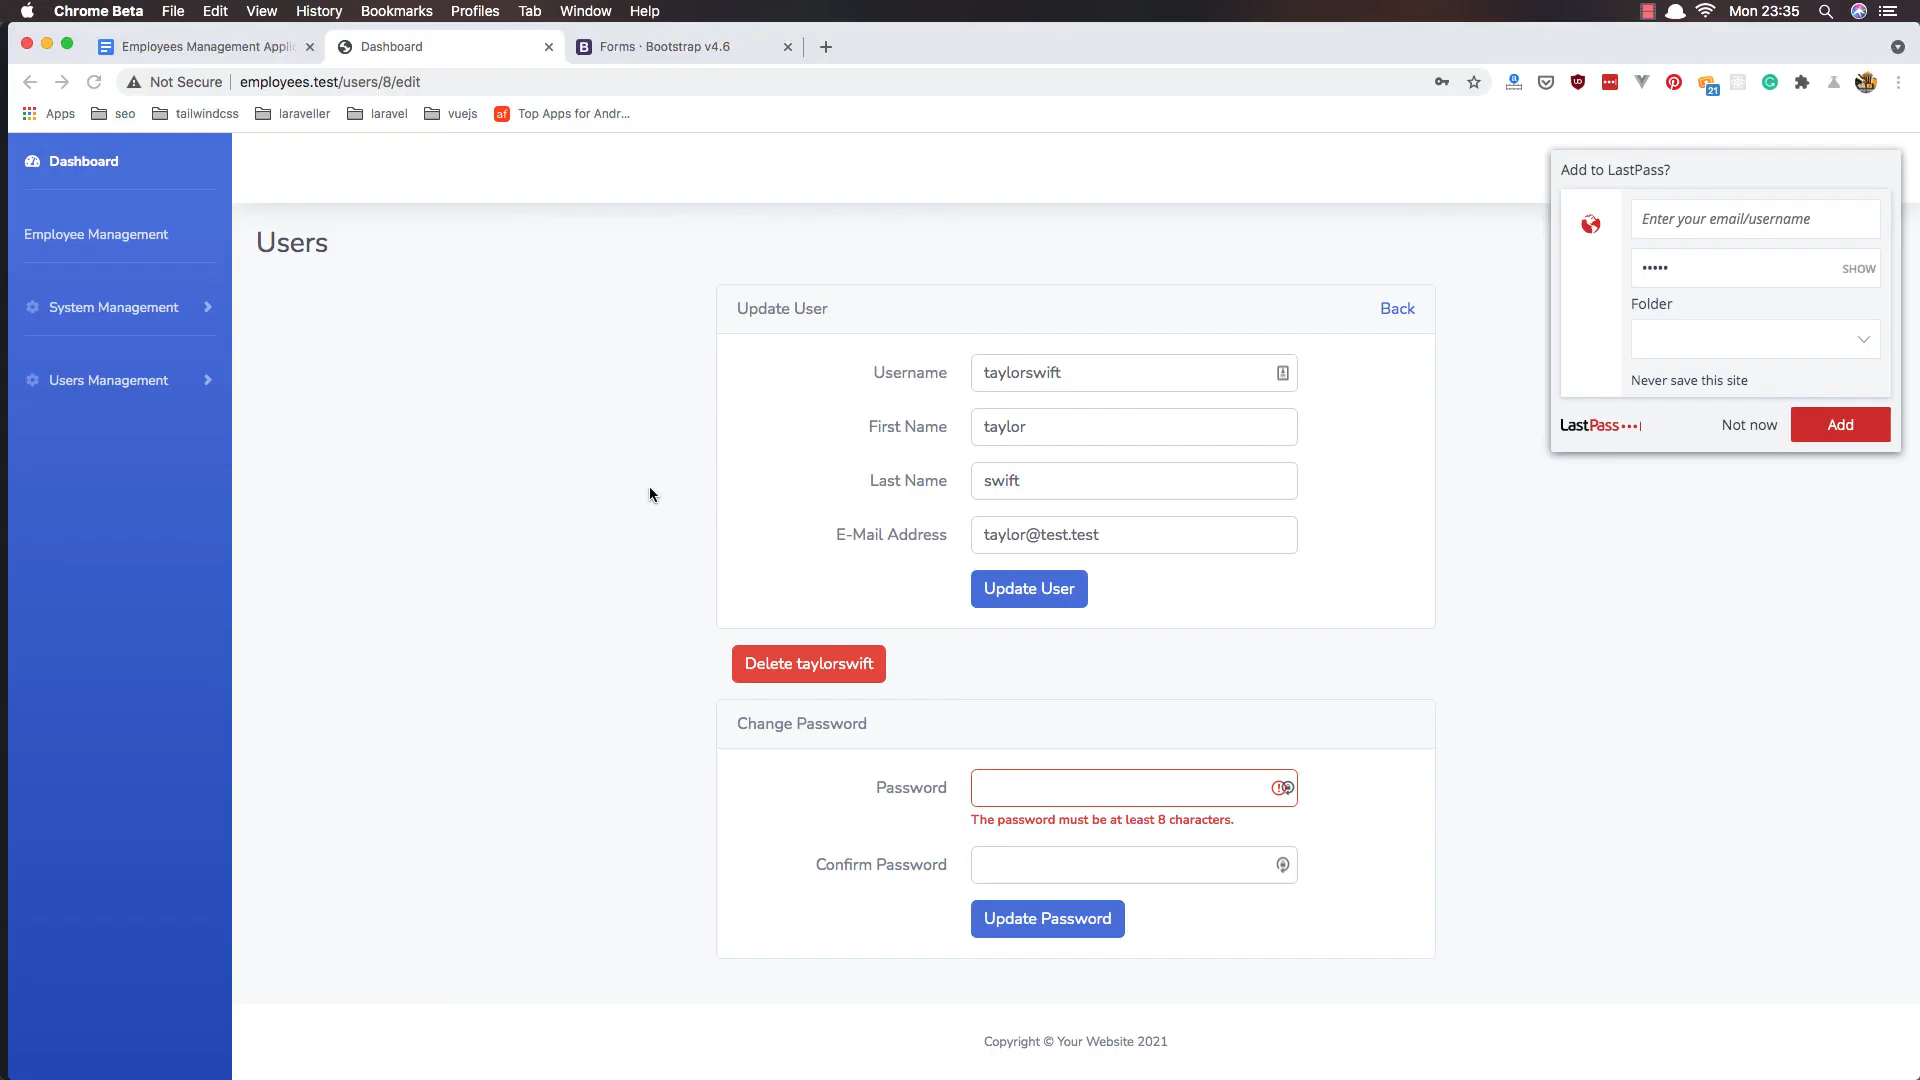 Chrome Beta File Edit View History Bookmarks Profiles Tab Window Help Mon 23:35
Employees Management Appli Dashboard Forms · Bootstrap v4.6
Not Secure employees.test/users/8/edit 21
Apps seo tailwindcss laraveller laravel vuejs af Top Apps for Andr...
Dashboard
Employee Management
System Management
Users Management
Users
Update User Back
Username taylorswift
First Name taylor
Last Name swift
E-Mail Address taylor@test.test
Update User
Delete taylorswift
Change Password
Password
The password must be at least 8 characters.
Confirm Password
Update Password
Copyright © Your Website 2021
Add to LastPass?
Enter your email/username
••••• SHOW
Folder
Never save this site
LastPass•••| Not now Add